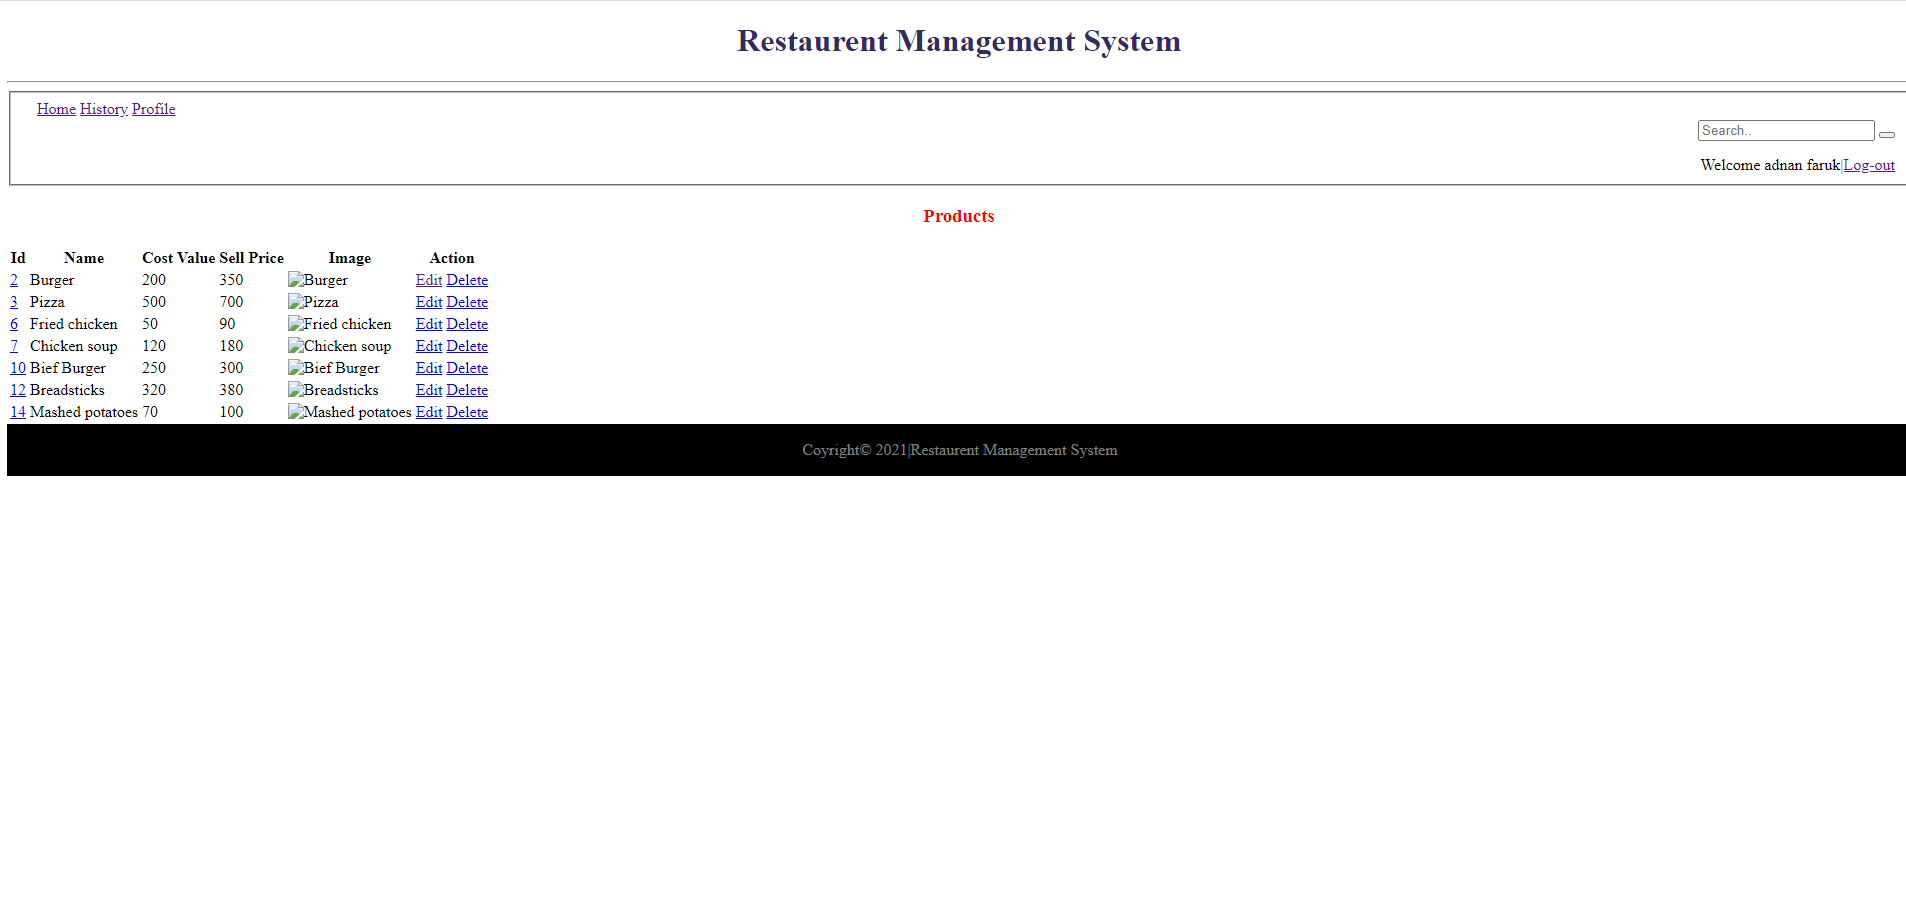 Restaurent Management System
Home History Profile
Search..
Welcome adnan faruk|Log-out
Products
Id Name Cost Value Sell Price Image Action
2 Burger 200 350 Burger Edit Delete
3 Pizza 500 700 Pizza Edit Delete
6 Fried chicken 50 90 Fried chicken Edit Delete
7 Chicken soup 120 180 Chicken soup Edit Delete
10 Bief Burger 250 300 Bief Burger Edit Delete
12 Breadsticks 320 380 Breadsticks Edit Delete
14 Mashed potatoes 70 100 Mashed potatoes Edit Delete
Coyright© 2021|Restaurent Management System